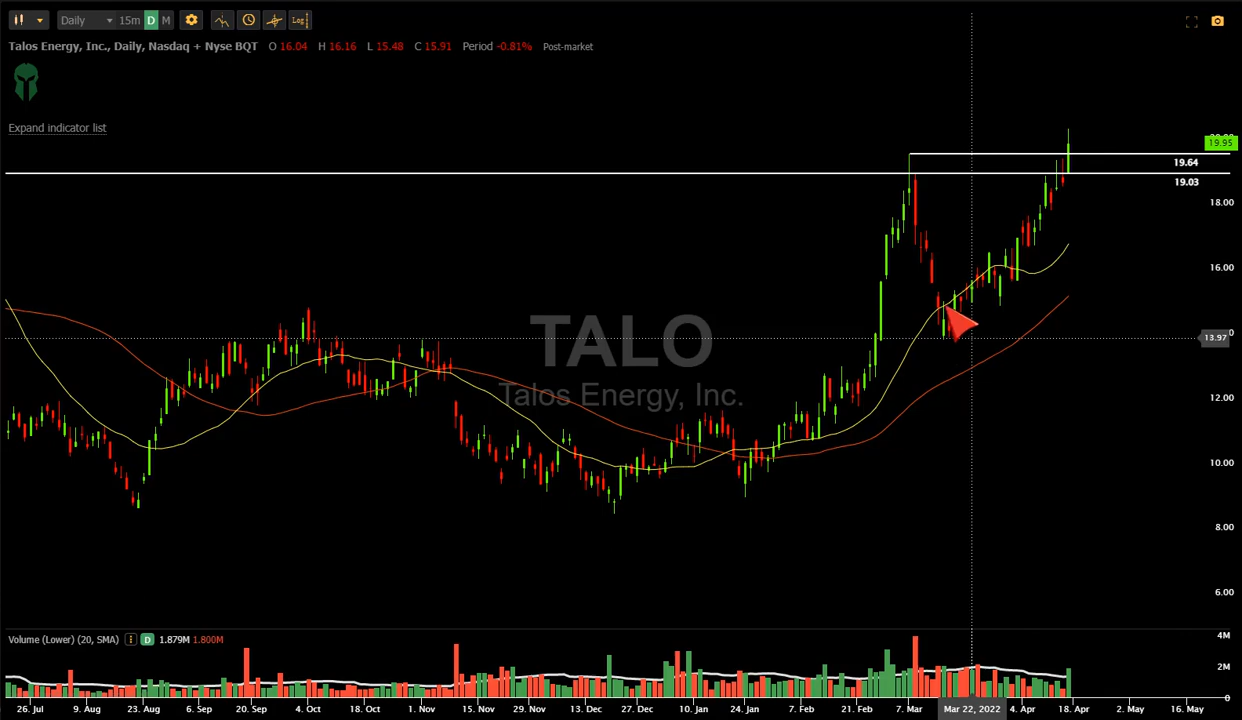 Daily 15m D M Log
Talos Energy, Inc., Daily, Nasdaq + Nyse BQT O 16.04 H 16.16 L 15.48 C 15.91 Period -0.81% Post-market
Expand indicator list
19.95
19.64
19.03
18.00
16.00
TALO
13.97
Talos Energy, Inc.
12.00
10.00
8.00
6.00
Volume (Lower) (20, SMA) D 1.879M 1.800M
4M
2M
0
26. Jul 9. Aug 23. Aug 6. Sep 20. Sep 4. Oct 18. Oct 1. Nov 15. Nov 29. Nov 13. Dec 27. Dec 10. Jan 24. Jan 7. Feb 21. Feb 7. Mar Mar 22, 2022 4. Apr 18. Apr 2. May 16. May